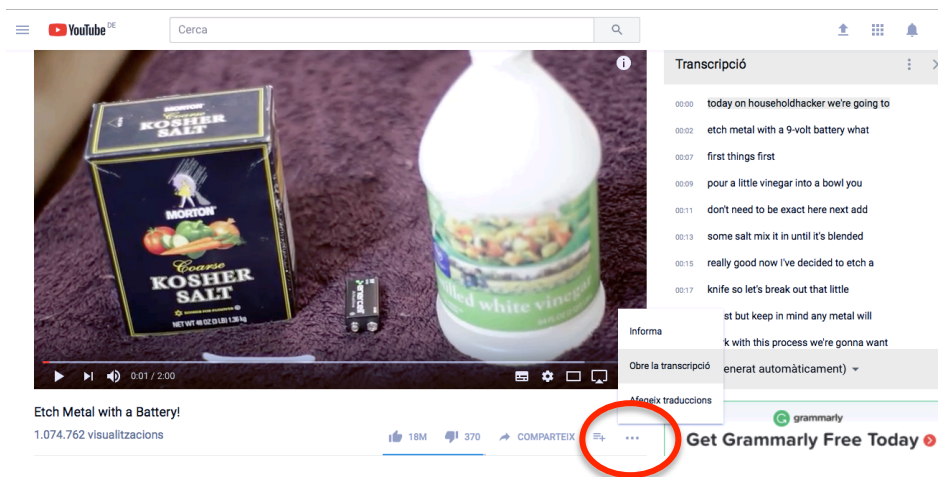 YouTube DE
Cerca
MORTON
Coarse
KOSHER
SALT
MORTON
Coarse
KOSHER
SALT
NET WT 48 OZ (3 LB) 1.36 kg
white vinegar
i
0:01 / 2:00
Transcripció
00:00 today on householdhacker we're going to
00:02 etch metal with a 9-volt battery what
00:07 first things first
00:09 pour a little vinegar into a bowl you
00:11 don't need to be exact here next add
00:13 some salt mix it in until it's blended
00:15 really good now I've decided to etch a
00:17 knife so let's break out that little
st but keep in mind any metal will
k with this process we're gonna want
enerat automàticament)
Informa
Obre la transcripció
Afegeix traduccions
Etch Metal with a Battery!
1.074.762 visualitzacions
18M 370 COMPARTEIX
grammarly
Get Grammarly Free Today